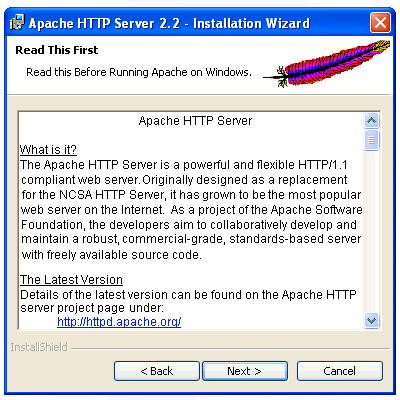 Apache HTTP Server 2.2 - Installation Wizard
Read This First
Read this Before Running Apache on Windows.
Apache HTTP Server
What is it?
The Apache HTTP Server is a powerful and flexible HTTP/1.1
compliant web server. Originally designed as a replacement
for the NCSA HTTP Server, it has grown to be the most popular
web server on the Internet.  As a project of the Apache Software
Foundation, the developers aim to collaboratively develop and
maintain a robust, commercial-grade, standards-based server
with freely available source code.
The Latest Version
Details of the latest version can be found on the Apache HTTP
server project page under:
http://httpd.apache.org/
InstallShield
< Back Next > Cancel